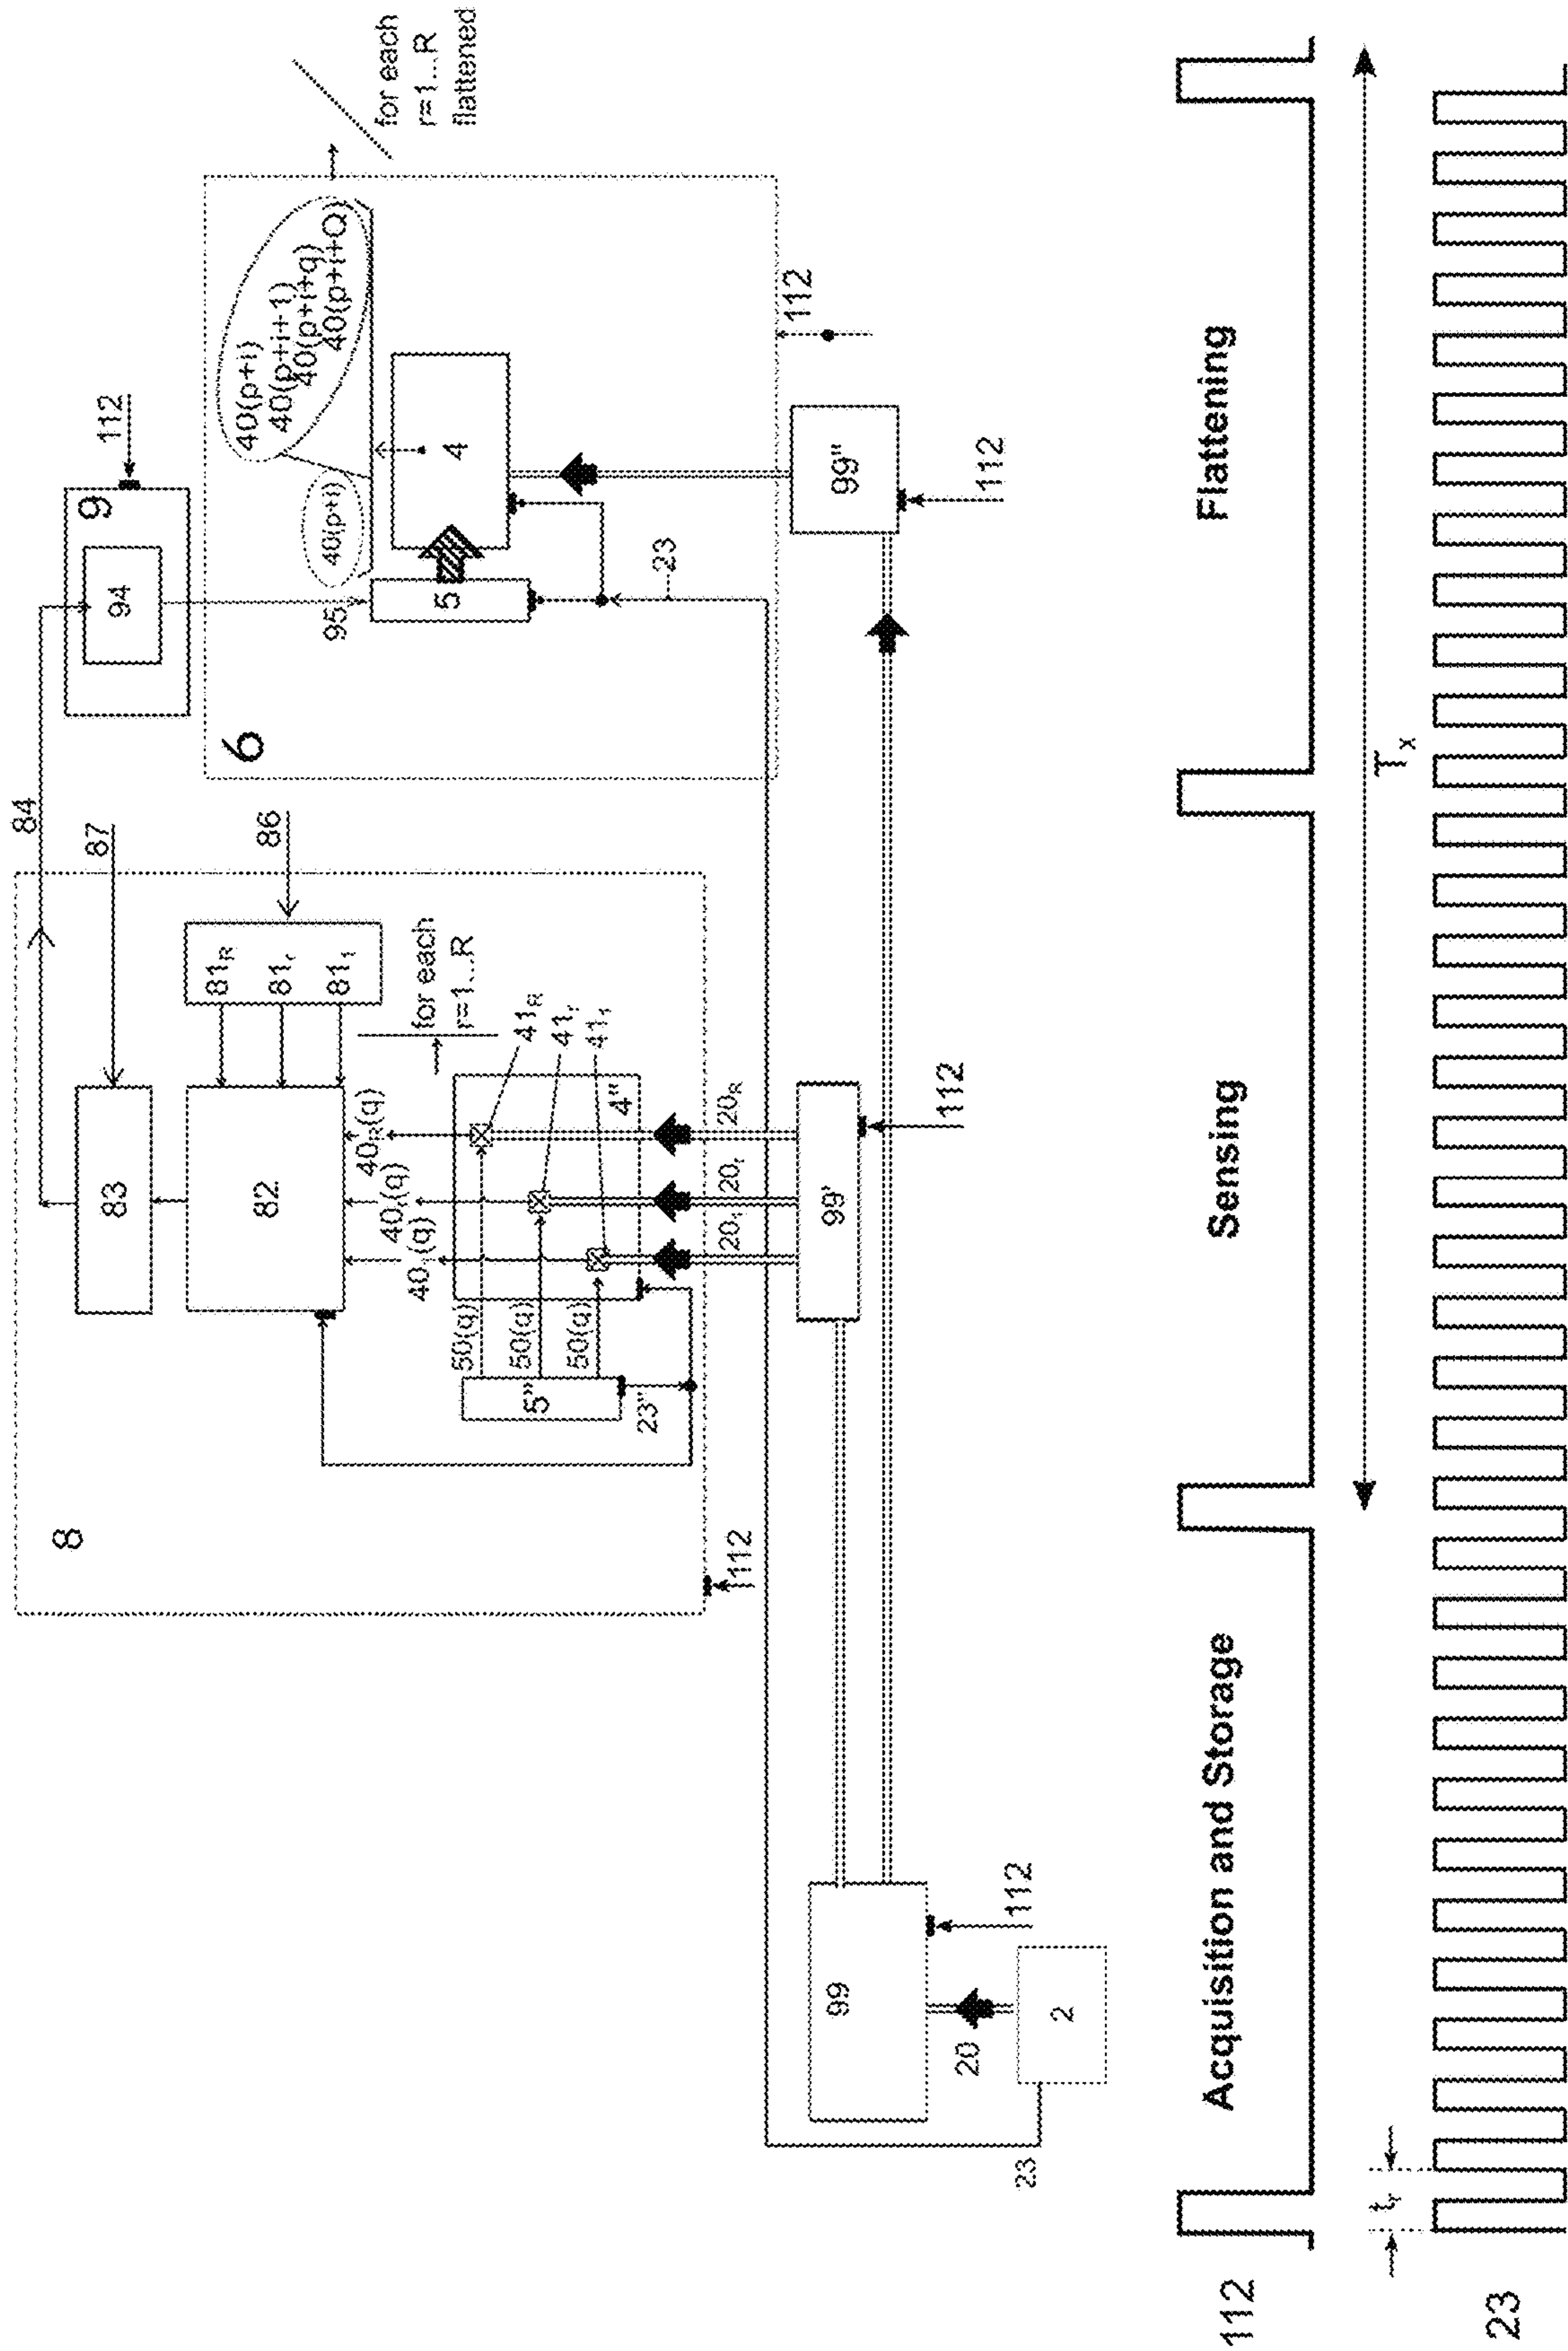 8
84
87
83
86
82
81R
81r
811
for each
r=1...R
40R(q)
40r(q)
401(q)
41R
41r
411
4"
50(q)
50(q)
50(q)
5"
23"
112
20R
20r
201
99'
112
9
94
112
95
6
40(p+i)
40(p+i)
40(p+i+1)
40(p+i+q)
40(p+i+Q)
for each
r=1...R
flattened
4
5
23
112
99"
112
99
112
20
2
23
Acquisition and Storage
Sensing
Flattening
112
Tx
tr
23